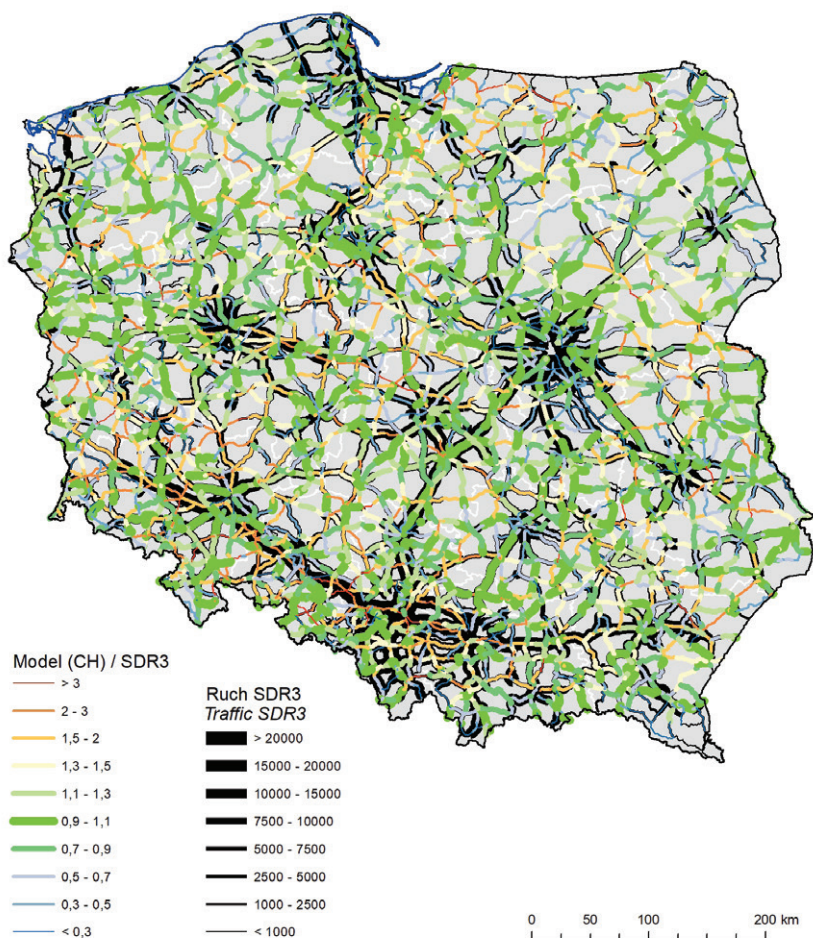 Model (CH) / SDR3
> 3
2 - 3
1,5 - 2
1,3 - 1,5
1,1 - 1,3
0,9 - 1,1
0,7 - 0,9
0,5 - 0,7
0,3 - 0,5
< 0,3
Ruch SDR3
Traffic SDR3
> 20000
15000 - 20000
10000 - 15000
7500 - 10000
5000 - 7500
2500 - 5000
1000 - 2500
< 1000
0 50 100 200 km